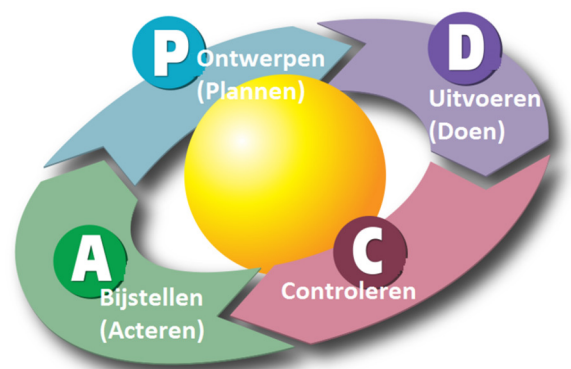 P
Ontwerpen
(Plannen)
D
Uitvoeren
(Doen)
C
Controleren
A
Bijstellen
(Acteren)